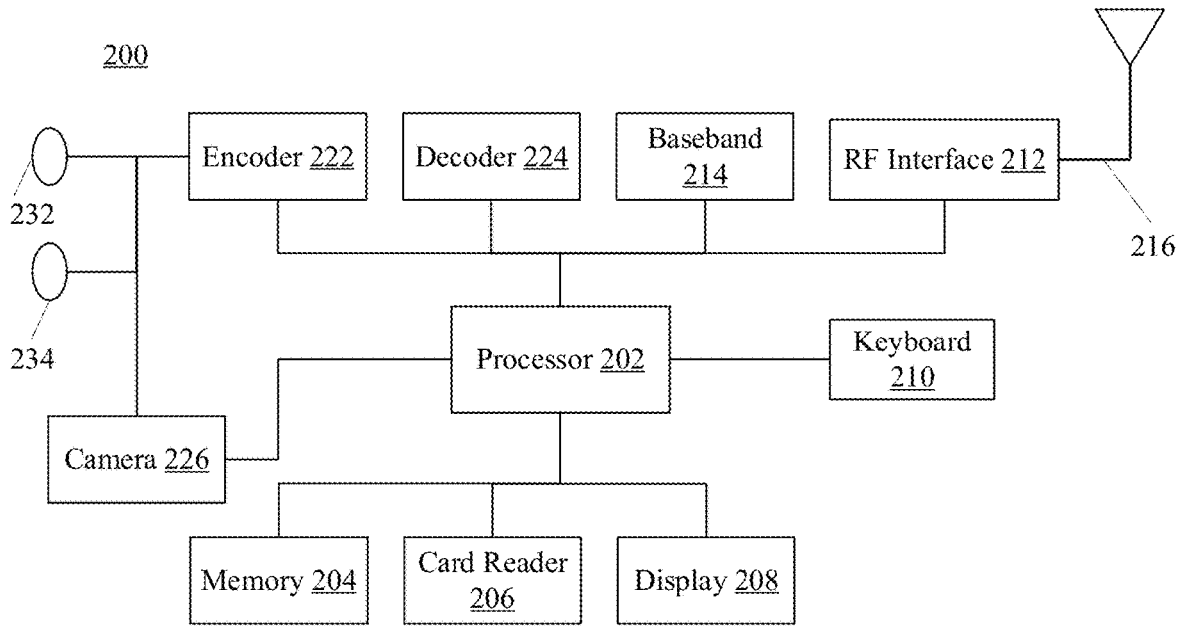 200
Encoder 222
Decoder 224
Baseband
214
RF Interface 212
232
216
234
Processor 202
Keyboard
210
Camera 226
Memory 204
Card Reader
206
Display 208